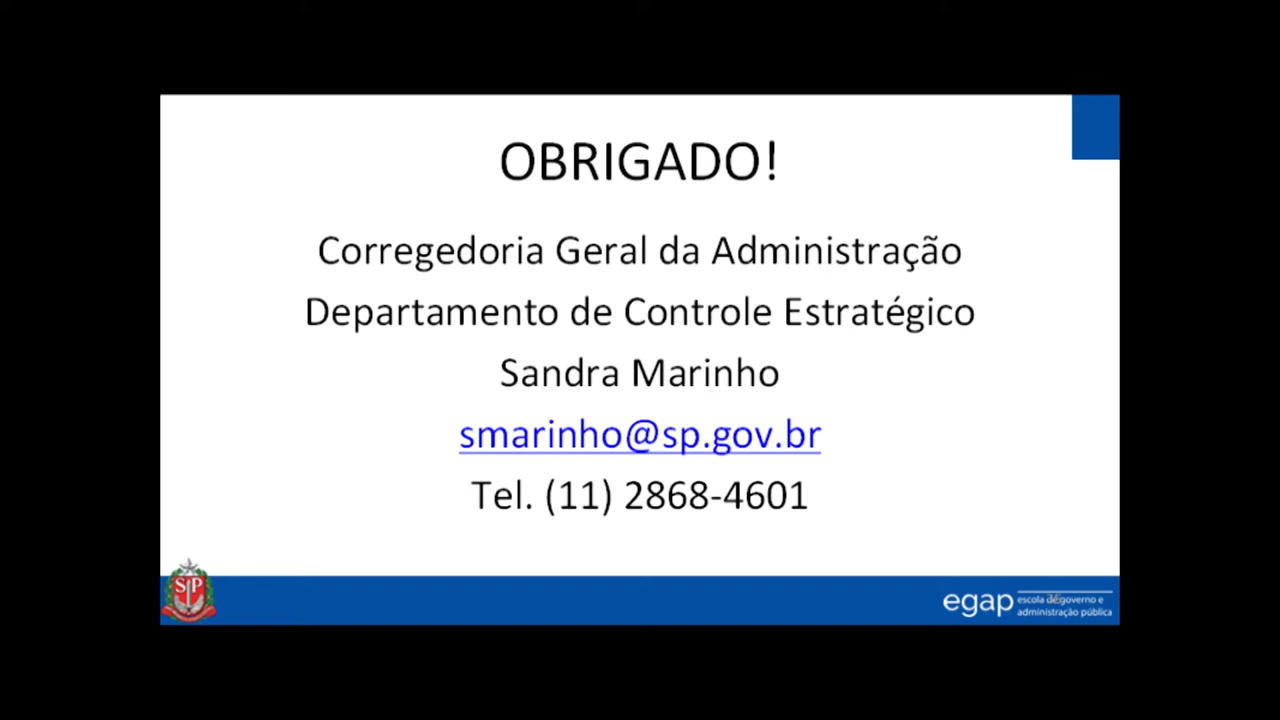 OBRIGADO!
Corregedoria Geral da Administração
Departamento de Controle Estratégico
Sandra Marinho
smarinho@sp.gov.br
Tel. (11) 2868-4601
SP
egap
escola de governo e
administração pública